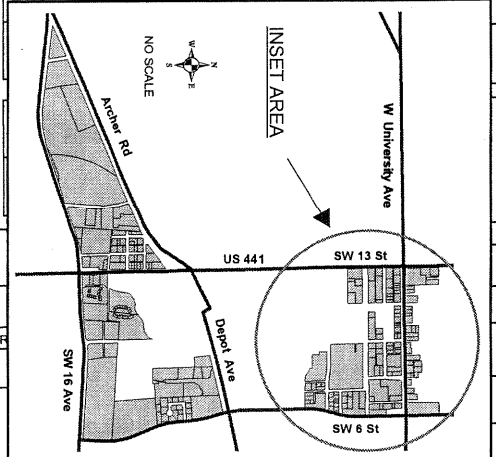 INSET AREA
N
W
E
S
NO SCALE
W University Ave
Archer Rd
US 441
SW 13 St
Depot Ave
SW 16 Ave
SW 6 St